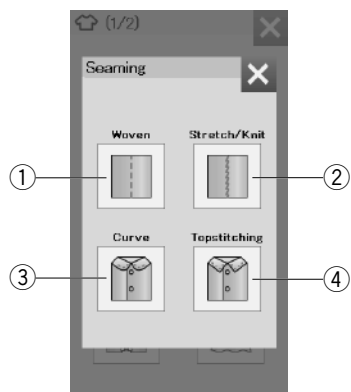 (1/2)
Seaming
Woven Stretch/Knit
① ②
Curve Topstitching
③ ④